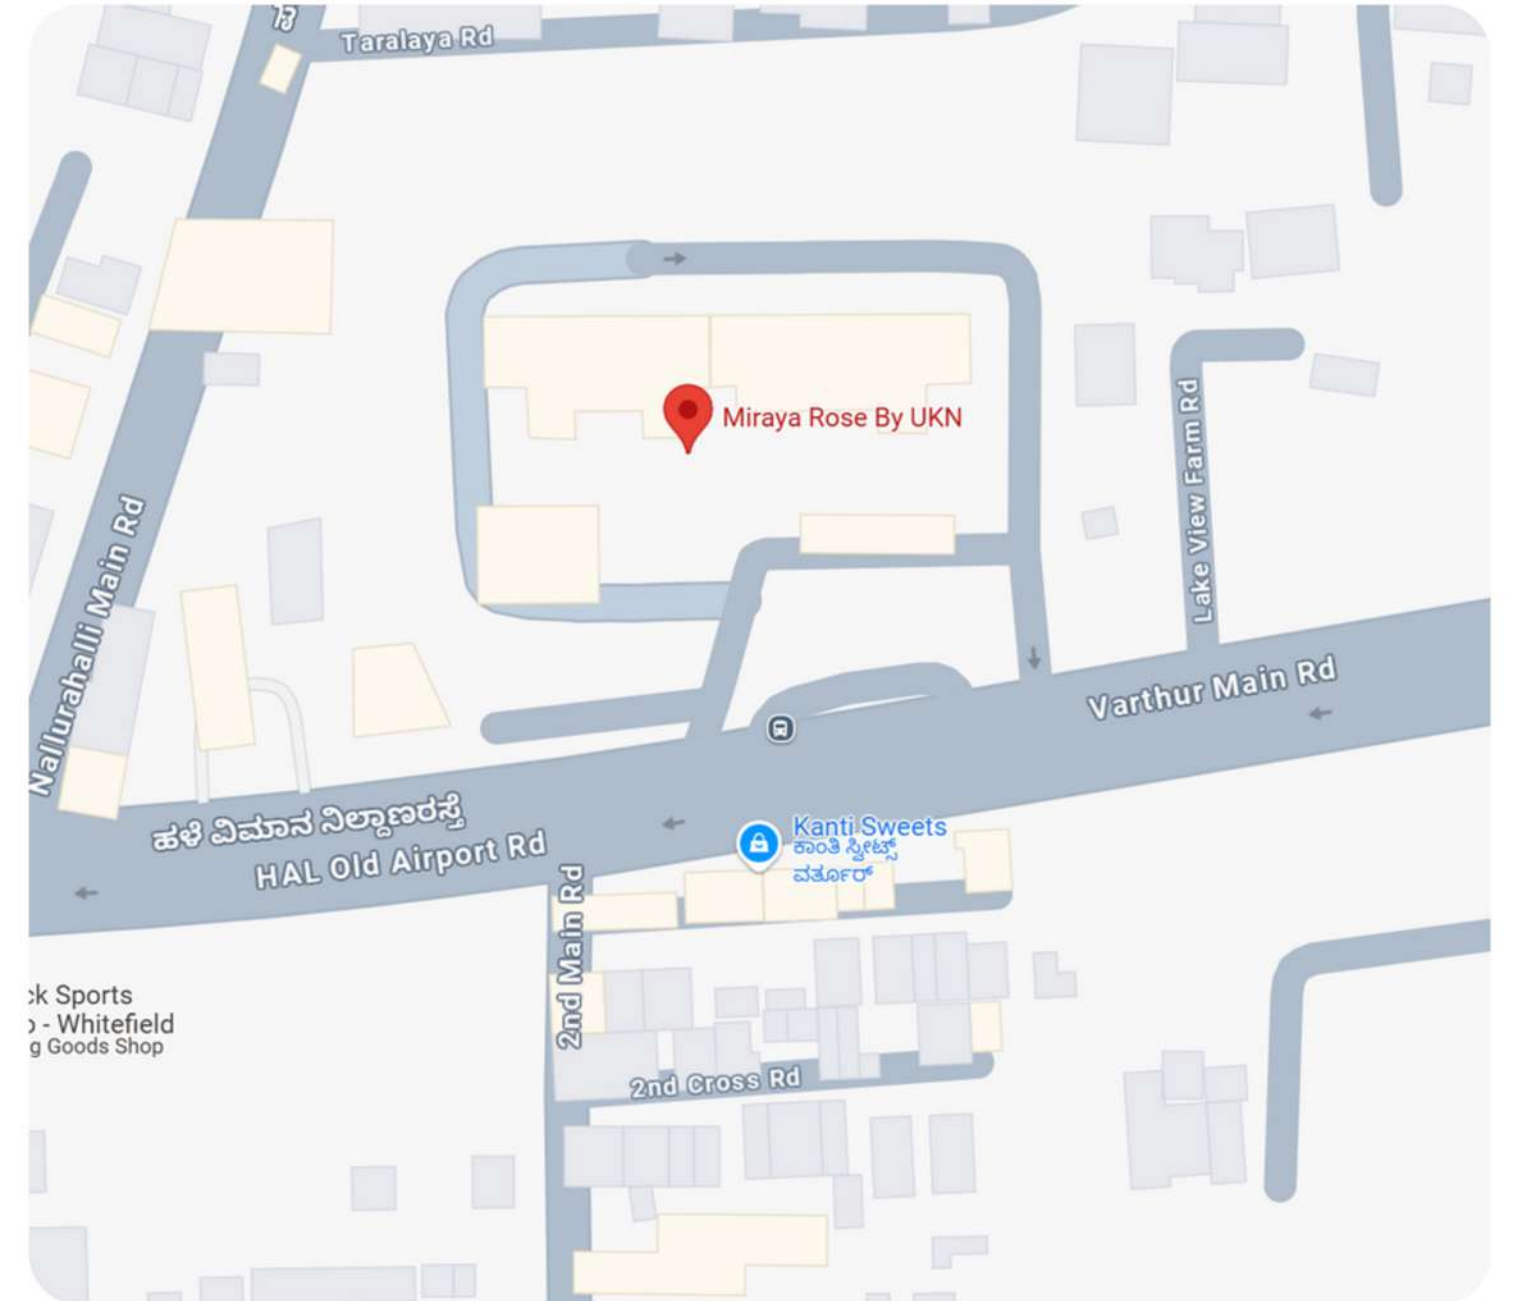 Taralaya Rd
Miraya Rose By UKN
Lake View Farm Rd
Nallurahalli Main Rd
Varthur Main Rd
ಹಳೆ ವಿಮಾನ ನಿಲ್ದಾಣರಸ್ತೆ
HAL Old Airport Rd
Kanti Sweets
ಕಾಂತಿ ಸ್ವೀಟ್ಸ್
ವರ್ತೂರ್
2nd Main Rd
ck Sports
- Whitefield
g Goods Shop
2nd Cross Rd